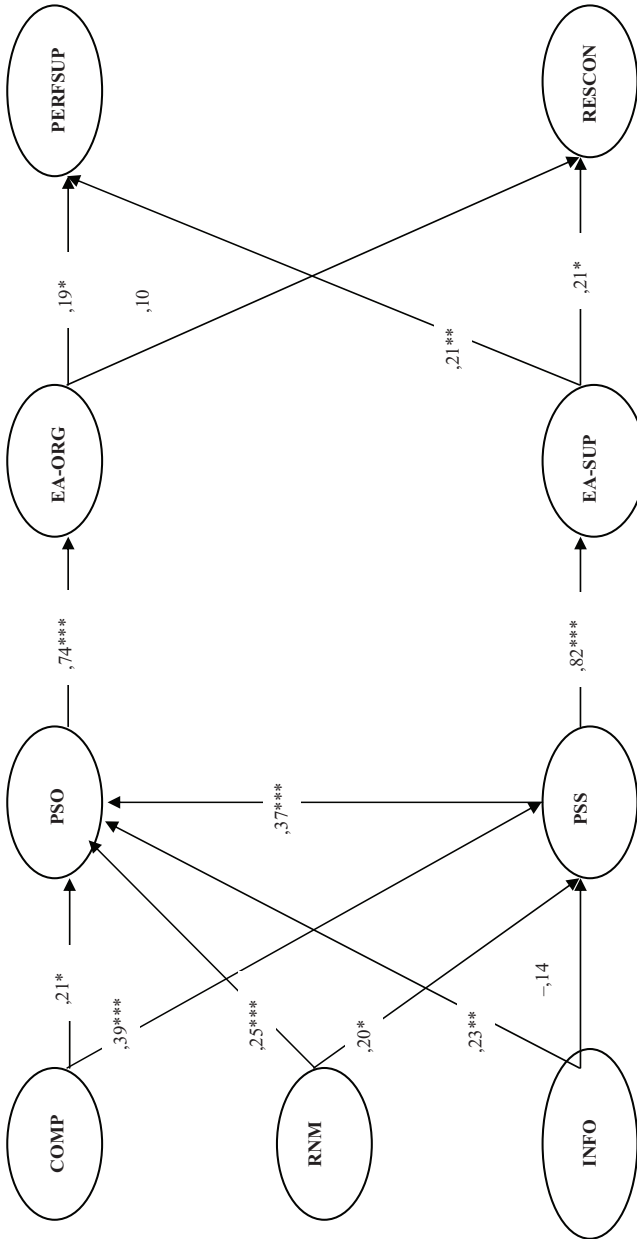 COMP
PSO
EA-ORG
PERFSUP
,21*
,74***
,19*
,39***
,10
,25***
,37***
RNM
,20*
,21**
,23**
–,14
,82***
,21*
INFO
PSS
EA-SUP
RESCON